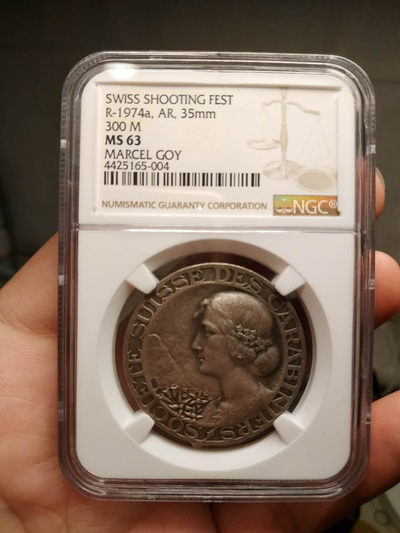 SWISS SHOOTING FEST
R-1974a, AR, 35mm
300 M
MS 63
MARCEL GOY
4425165-004
NUMISMATIC GUARANTY CORPORATION
NGC®
SOCIETE SUISSE DES CARABINIERS